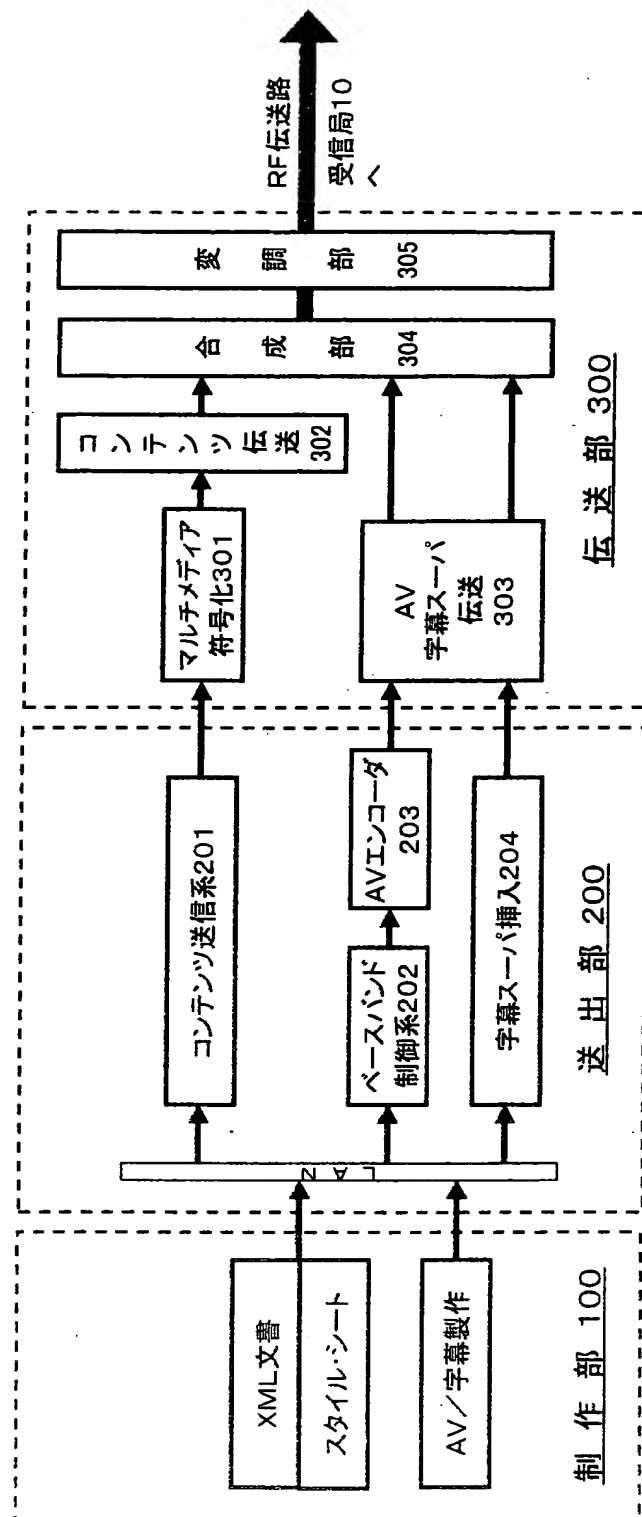 XML文書
スタイル・シート
AV／字幕製作
制作部 100
LAN
コンテンツ送信系201
ベースバンド
制御系202
AVエンコーダ
203
字幕スーパ挿入204
送出部 200
マルチメディア
符号化301
コンテンツ伝送
302
AV
字幕スーパ
伝送
303
合成部
304
変調部
305
伝送部 300
RF伝送路
受信局10
へ